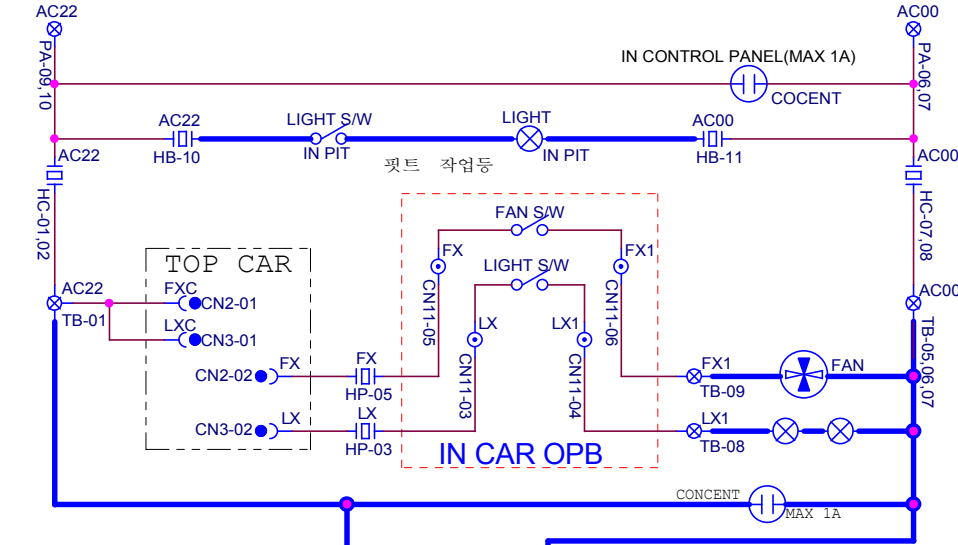 AC22
AC00
PA-09,10
PA-06,07
IN CONTROL PANEL(MAX 1A)
COCENT
AC22
LIGHT S/W
LIGHT
AC00
HB-10
IN PIT
IN PIT
HB-11
핏트 작업등
AC22
AC00
HC-01,02
HC-07,08
FAN S/W
FX
FX1
LIGHT S/W
CN11-05
CN11-06
TOP CAR
AC22
FXC
CN2-01
AC00
TB-01
LXC
CN3-01
LX
LX1
TB-05,06,07
CN11-03
CN11-04
CN2-02
FX
FX
HP-05
FX1
TB-09
FAN
CN3-02
LX
LX
HP-03
LX1
TB-08
IN CAR OPB
CONCENT
MAX 1A